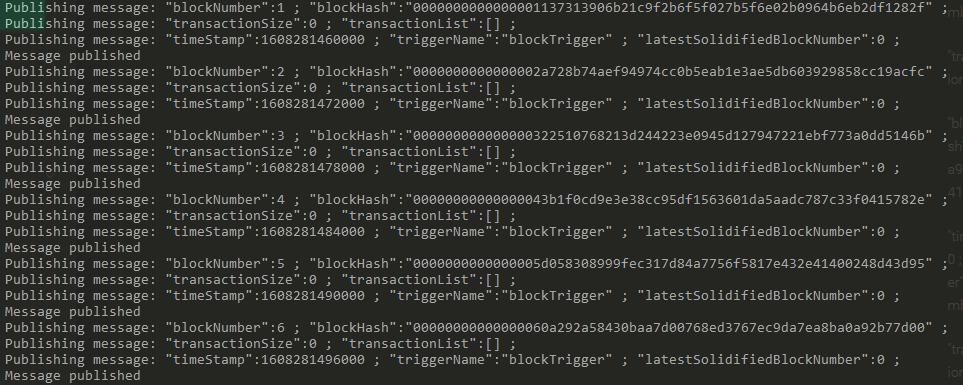 Publishing message: "blockNumber":1 ; "blockHash":"0000000000000001137313906b21c9f2b6f5f027b5f6e02b0964b6eb2df1282f" ;
Publishing message: "transactionSize":0 ; "transactionList":[] ;
Publishing message: "timeStamp":1608281460000 ; "triggerName":"blockTrigger" ; "latestSolidifiedBlockNumber":0 ;
Message published
Publishing message: "blockNumber":2 ; "blockHash":"0000000000000002a728b74aef94974cc0b5eab1e3ae5db603929858cc19acfc" ;
Publishing message: "transactionSize":0 ; "transactionList":[] ;
Publishing message: "timeStamp":1608281472000 ; "triggerName":"blockTrigger" ; "latestSolidifiedBlockNumber":0 ;
Message published
Publishing message: "blockNumber":3 ; "blockHash":"000000000000000322510768213d244223e0945d127947221ebf773a0dd5146b" ;
Publishing message: "transactionSize":0 ; "transactionList":[] ;
Publishing message: "timeStamp":1608281478000 ; "triggerName":"blockTrigger" ; "latestSolidifiedBlockNumber":0 ;
Message published
Publishing message: "blockNumber":4 ; "blockHash":"00000000000000043b1f0cd9e3e38cc95df1563601da5aadc787c33f0415782e" ;
Publishing message: "transactionSize":0 ; "transactionList":[] ;
Publishing message: "timeStamp":1608281484000 ; "triggerName":"blockTrigger" ; "latestSolidifiedBlockNumber":0 ;
Message published
Publishing message: "blockNumber":5 ; "blockHash":"0000000000000005d058308999fec317d84a7756f5817e432e41400248d43d95" ;
Publishing message: "transactionSize":0 ; "transactionList":[] ;
Publishing message: "timeStamp":1608281490000 ; "triggerName":"blockTrigger" ; "latestSolidifiedBlockNumber":0 ;
Message published
Publishing message: "blockNumber":6 ; "blockHash":"00000000000000060a292a58430baa7d00768ed3767ec9da7ea8ba0a92b77d00" ;
Publishing message: "transactionSize":0 ; "transactionList":[] ;
Publishing message: "timeStamp":1608281496000 ; "triggerName":"blockTrigger" ; "latestSolidifiedBlockNumber":0 ;
Message published